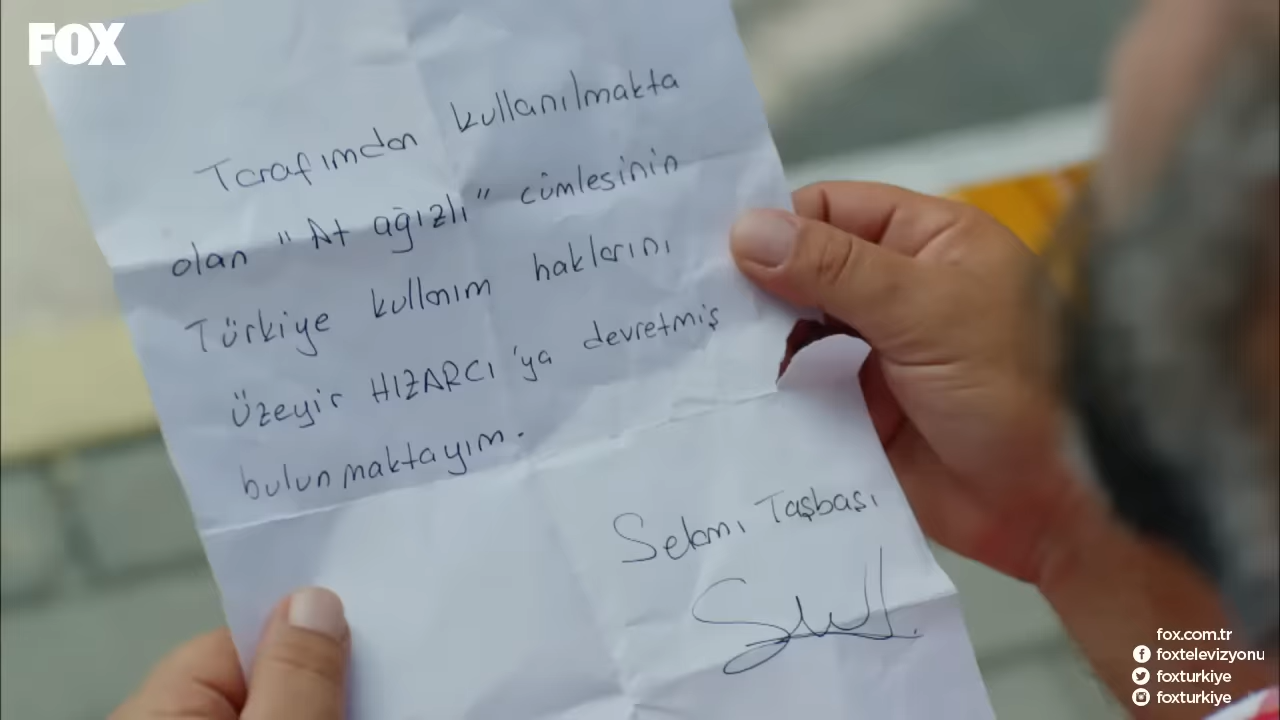 FOX
Tarafımdan kullanılmakta
olan "At ağızlı" cümlesinin
Türkiye kullanım haklarını
Üzeyir HIZARCI'ya devretmiş
bulunmaktayım.
Selami Taşbaşı
fox.com.tr
foxtelevizyonu
foxturkiye
foxturkiye